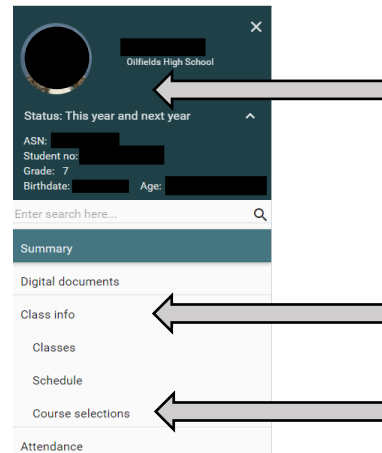 Oilfields High School
Status: This year and next year
ASN:
Student no:
Grade: 7
Birthdate: Age:
Enter search here...
Summary
Digital documents
Class info
Classes
Schedule
Course selections
Attendance